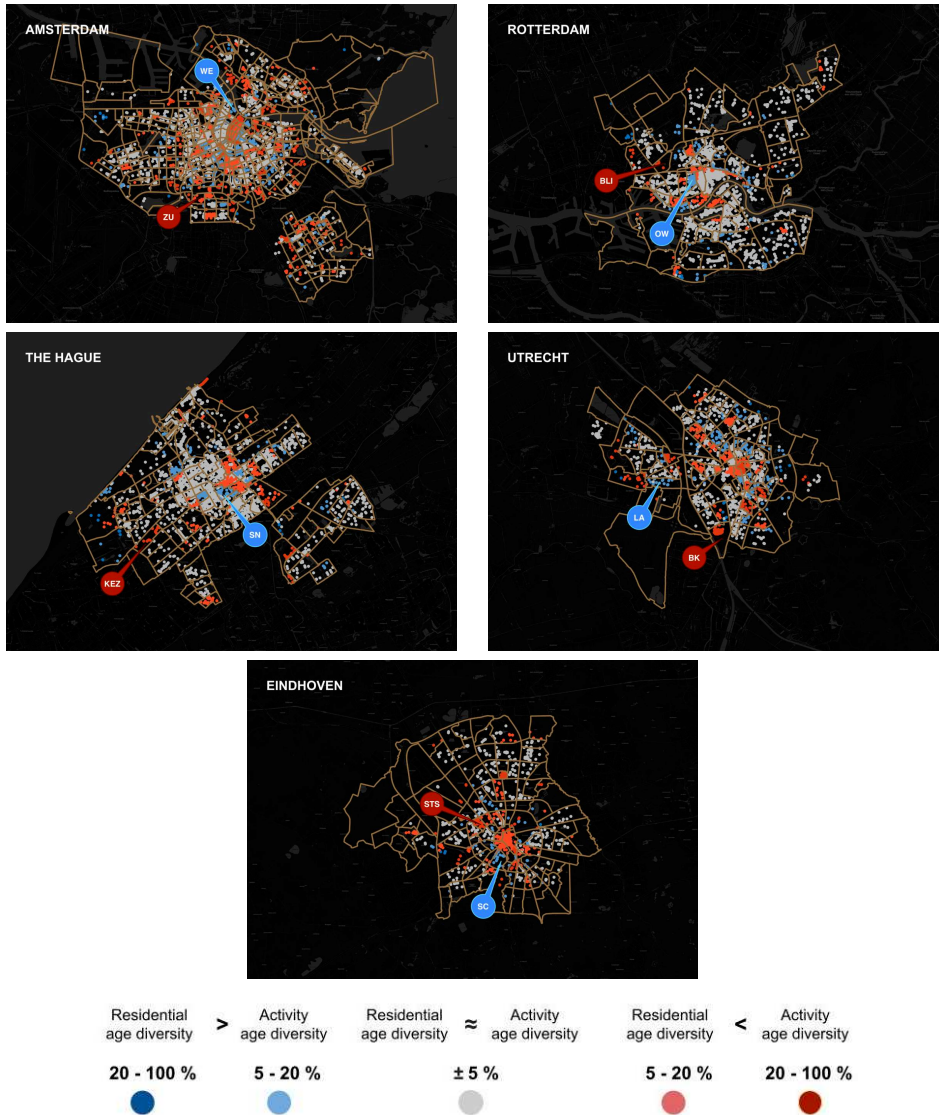 AMSTERDAM
WE
ZU
ROTTERDAM
BLI
OW
THE HAGUE
SN
KEZ
UTRECHT
LA
BK
EINDHOVEN
STS
SC
Residential Activity Residential Activity Residential Activity
age diversity > age diversity age diversity ≈ age diversity age diversity < age diversity
20 - 100 % 5 - 20 % ± 5 % 5 - 20 % 20 - 100 %